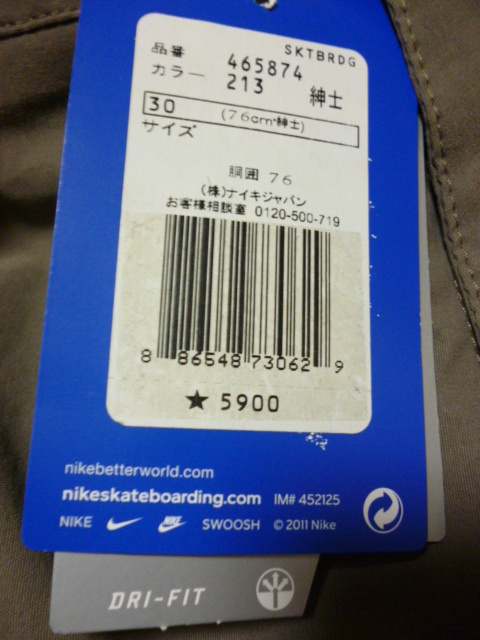 SKTBRDG
品番 465874
カラー 213 紳士
30 (76cm・紳士)
サイズ
胴囲 76
(株)ナイキジャパン
お客様相談室 0120-500-719
8 86548 73062 9
★5900
nikebetterworld.com
nikeskateboarding.com IM# 452125
NIKE NIKE SWOOSH © 2011 Nike
DRI-FIT